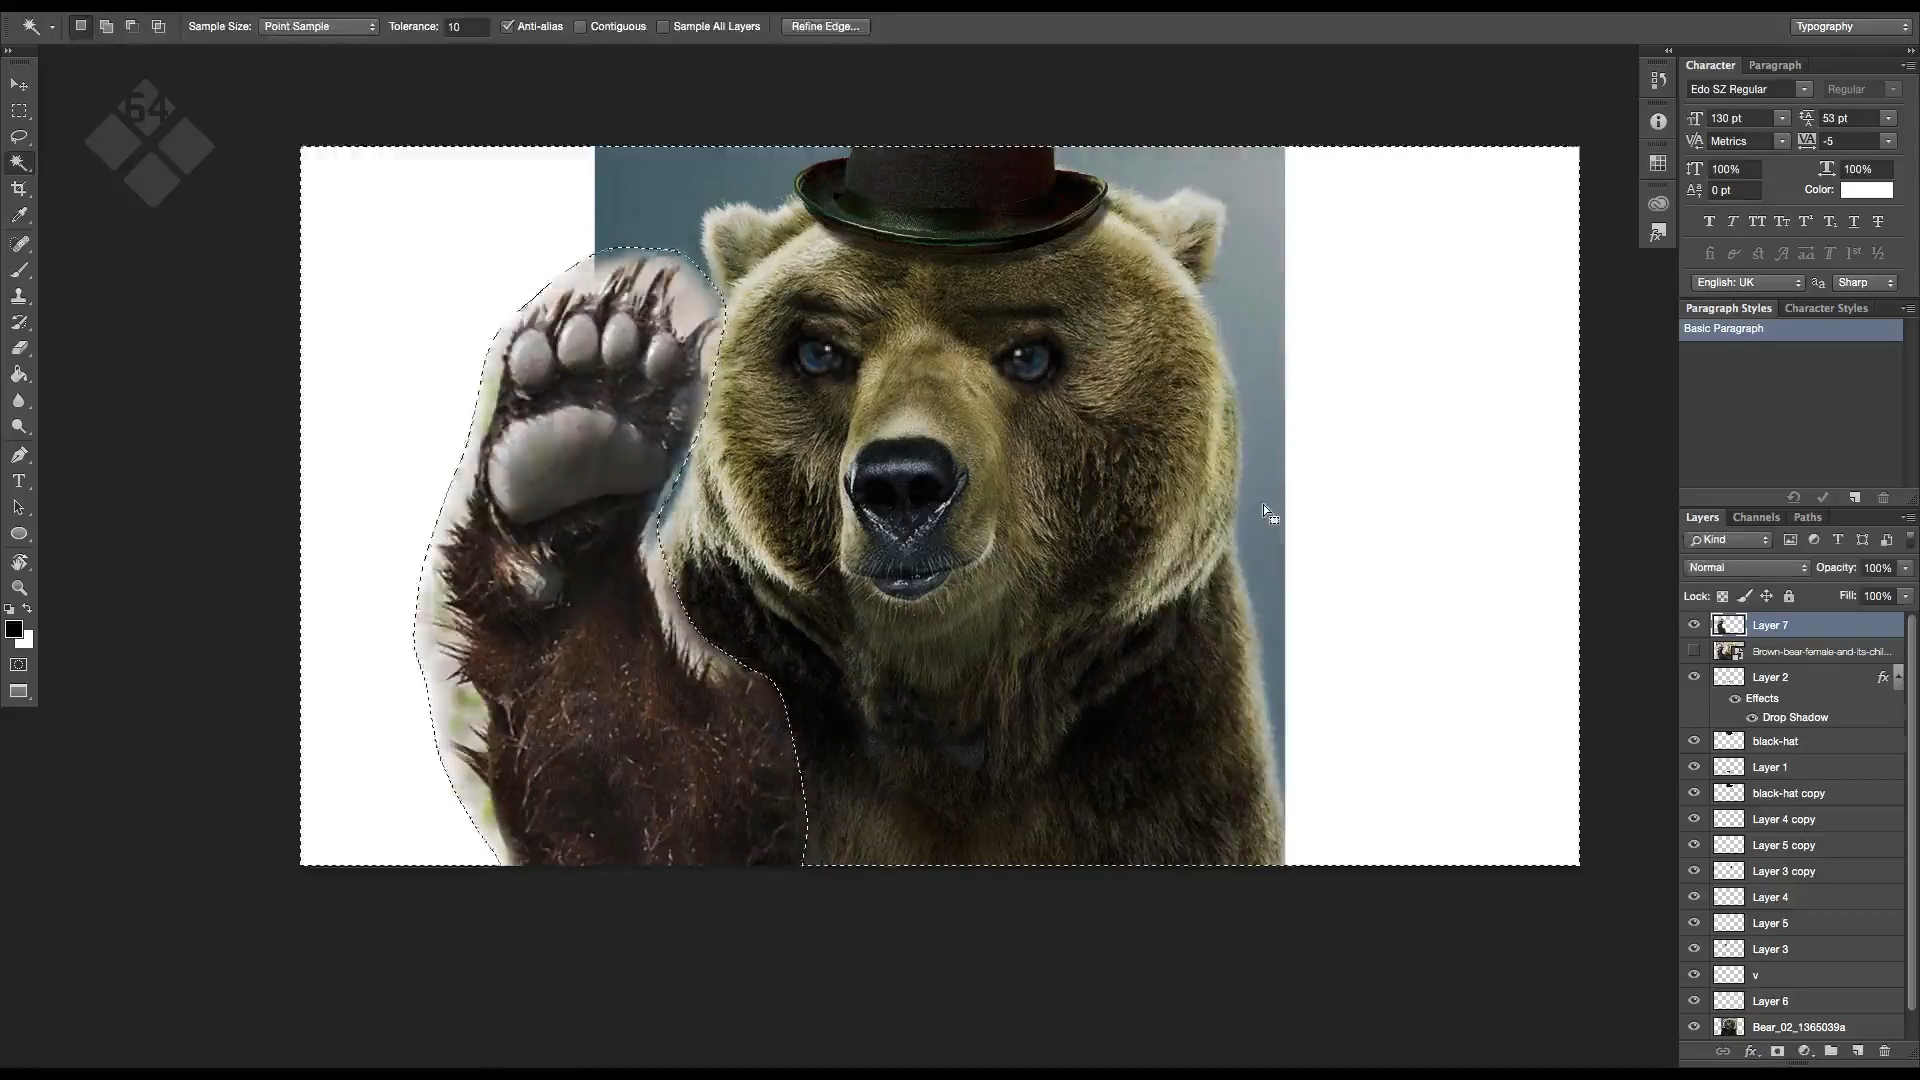 Sample Size: Point Sample Tolerance: 10 Anti-alias Contiguous Sample All Layers Refine Edge... Typography
64
Character Paragraph
Edo SZ Regular Regular
130 pt 53 pt
Metrics -5
100% 100%
0 pt Color:
English: UK Sharp
Paragraph Styles Character Styles
Basic Paragraph
Layers Channels Paths
Kind
Normal Opacity: 100%
Lock: Fill: 100%
Layer 7
Brown-bear-female-and-its-chil...
Layer 2 fx
Effects
Drop Shadow
black-hat
Layer 1
black-hat copy
Layer 4 copy
Layer 5 copy
Layer 3 copy
Layer 4
Layer 5
Layer 3
v
Layer 6
Bear_02_1365039a